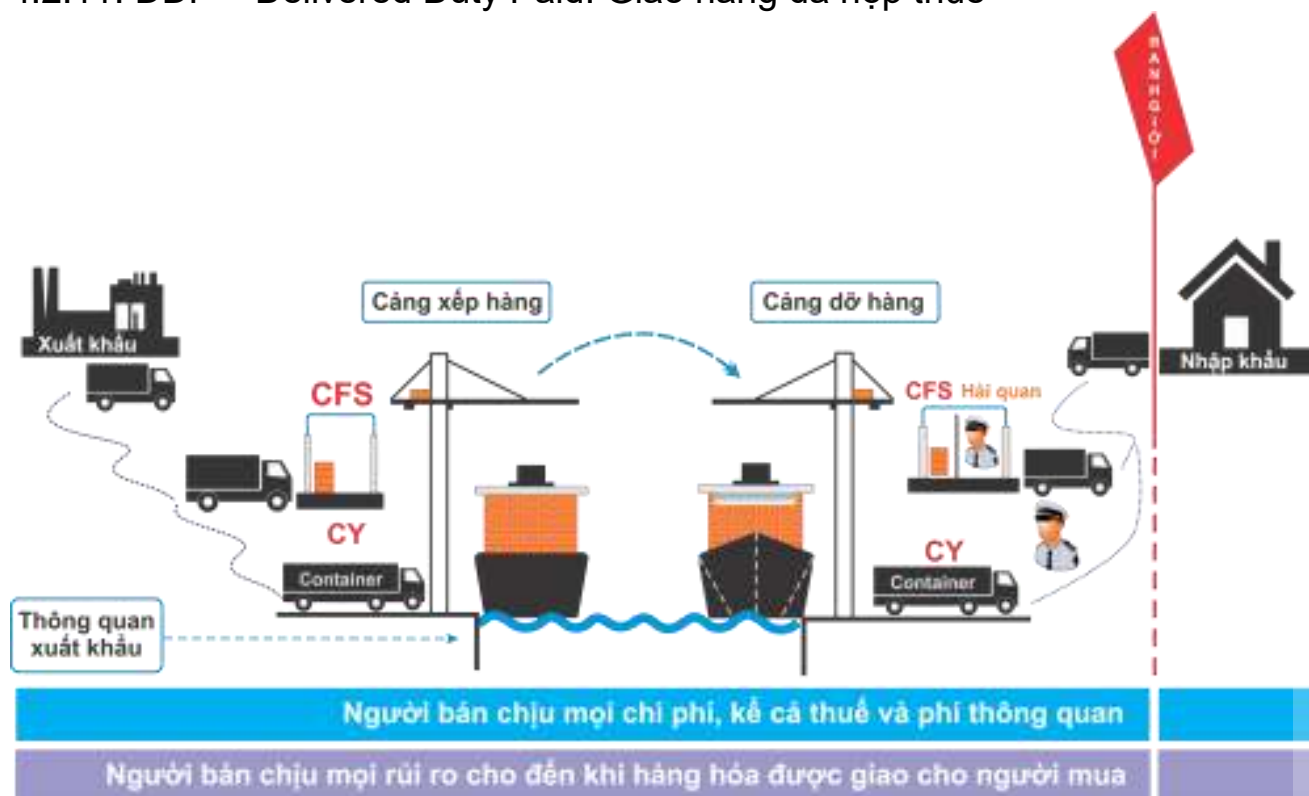 Delivered Duty Paid: Giao hàng đã nộp thuế
RANH GIỚI
Cảng xếp hàng
Cảng dỡ hàng
Xuất khẩu
Nhập khẩu
CFS
CFS Hải quan
CY
CY
Container
Container
Thông quan
xuất khẩu
Người bán chịu mọi chi phí, kể cả thuế và phí thông quan
Người bán chịu mọi rủi ro cho đến khi hàng hóa được giao cho người mua